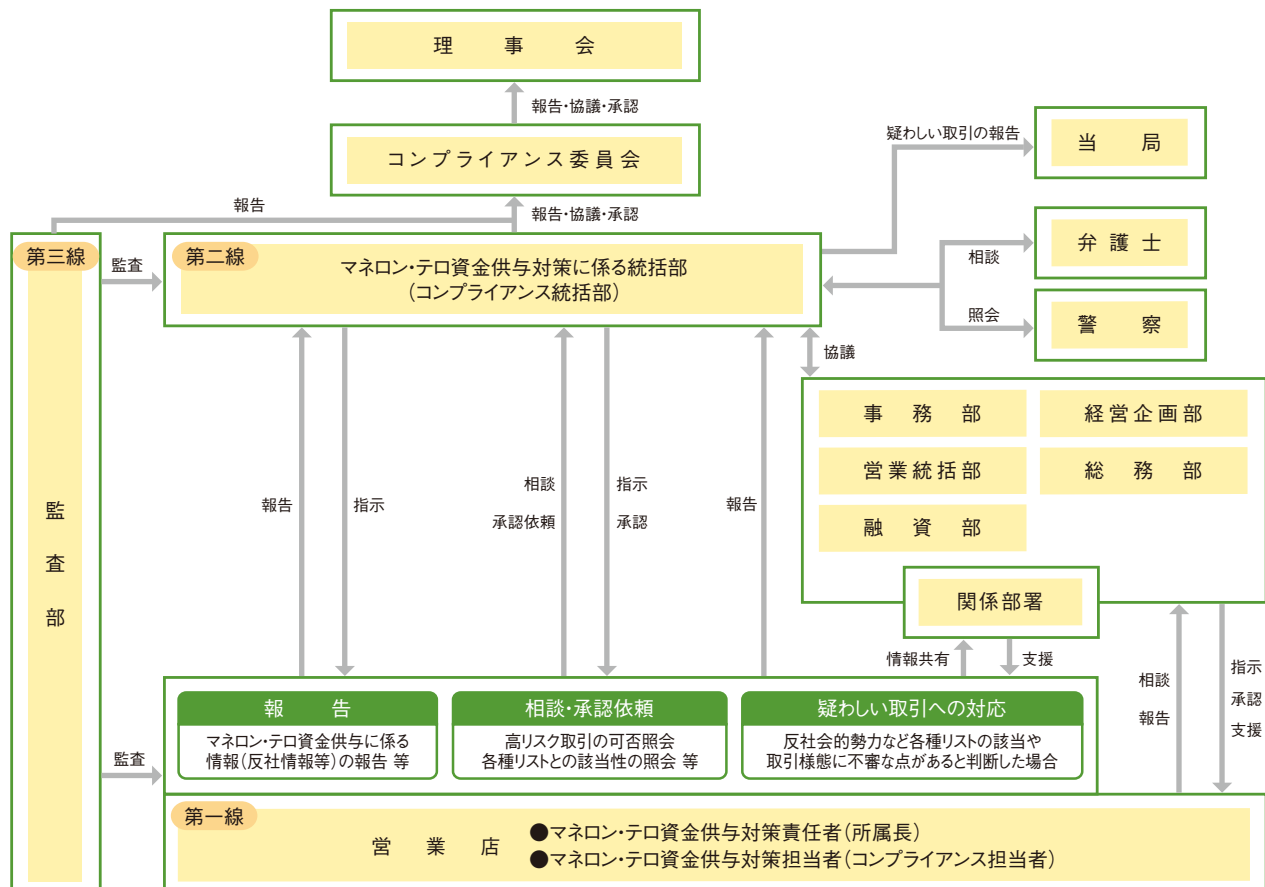 理事会
報告・協議・承認
コンプライアンス委員会
報告
報告・協議・承認
疑わしい取引の報告
当局
弁護士
相談
照会
警察
第三線
監査部
監査
第二線
マネロン・テロ資金供与対策に係る統括部
（コンプライアンス統括部）
協議
事務部
経営企画部
営業統括部
総務部
融資部
関係部署
報告
指示
相談
承認依頼
指示
承認
報告
情報共有
支援
相談
報告
指示
承認
支援
監査
報告
マネロン・テロ資金供与に係る
情報（反社情報等）の報告 等
相談・承認依頼
高リスク取引の可否照会
各種リストとの該当性の照会 等
疑わしい取引への対応
反社会的勢力など各種リストの該当や
取引様態に不審な点があると判断した場合
第一線
営業店
●マネロン・テロ資金供与対策責任者（所属長）
●マネロン・テロ資金供与対策担当者（コンプライアンス担当者）